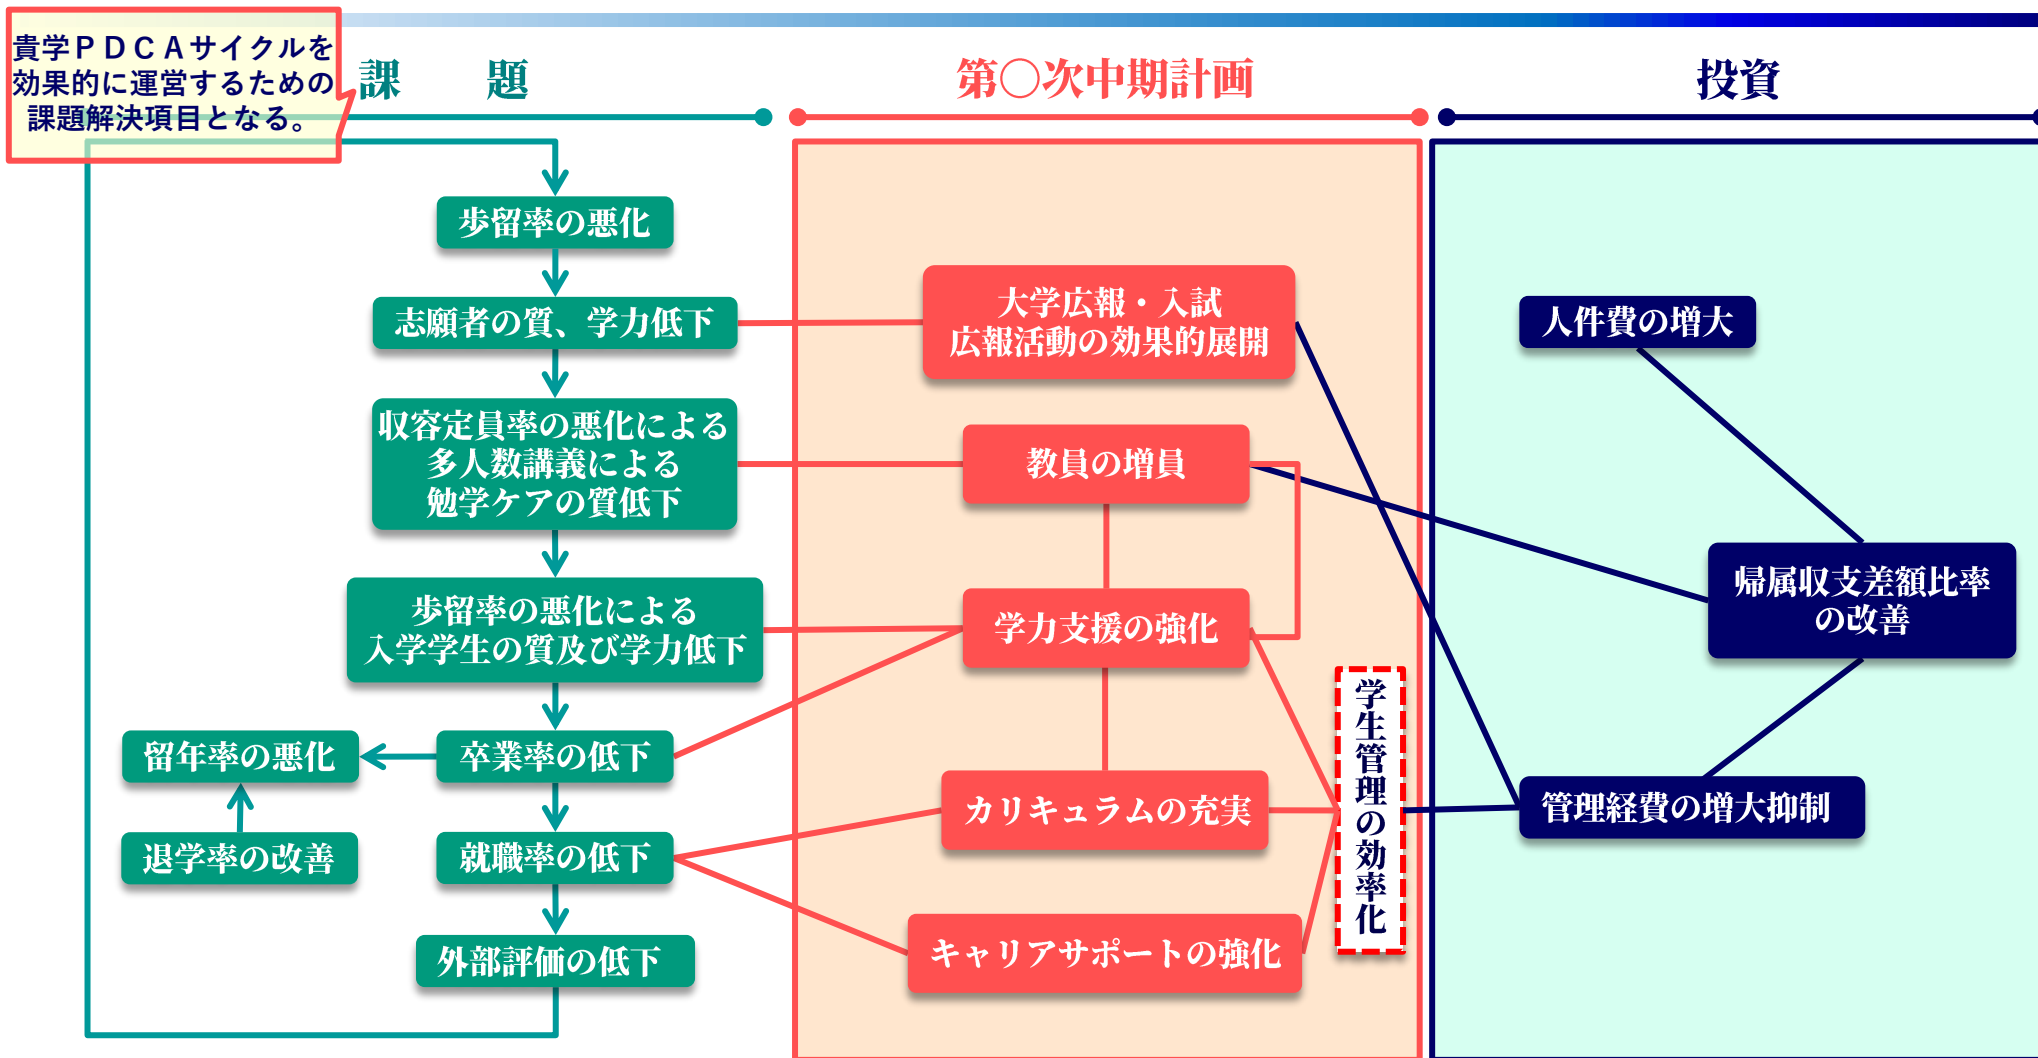 貴学ＰＤＣＡサイクルを
効果的に運営するための
課題解決項目となる。
課　題
第○次中期計画
投資
歩留率の悪化
志願者の質、学力低下
収容定員率の悪化による
多人数講義による
勉学ケアの質低下
歩留率の悪化による
入学学生の質及び学力低下
留年率の悪化
卒業率の低下
退学率の改善
就職率の低下
外部評価の低下
大学広報・入試
広報活動の効果的展開
教員の増員
学力支援の強化
カリキュラムの充実
キャリアサポートの強化
学生管理の効率化
人件費の増大
帰属収支差額比率
の改善
管理経費の増大抑制